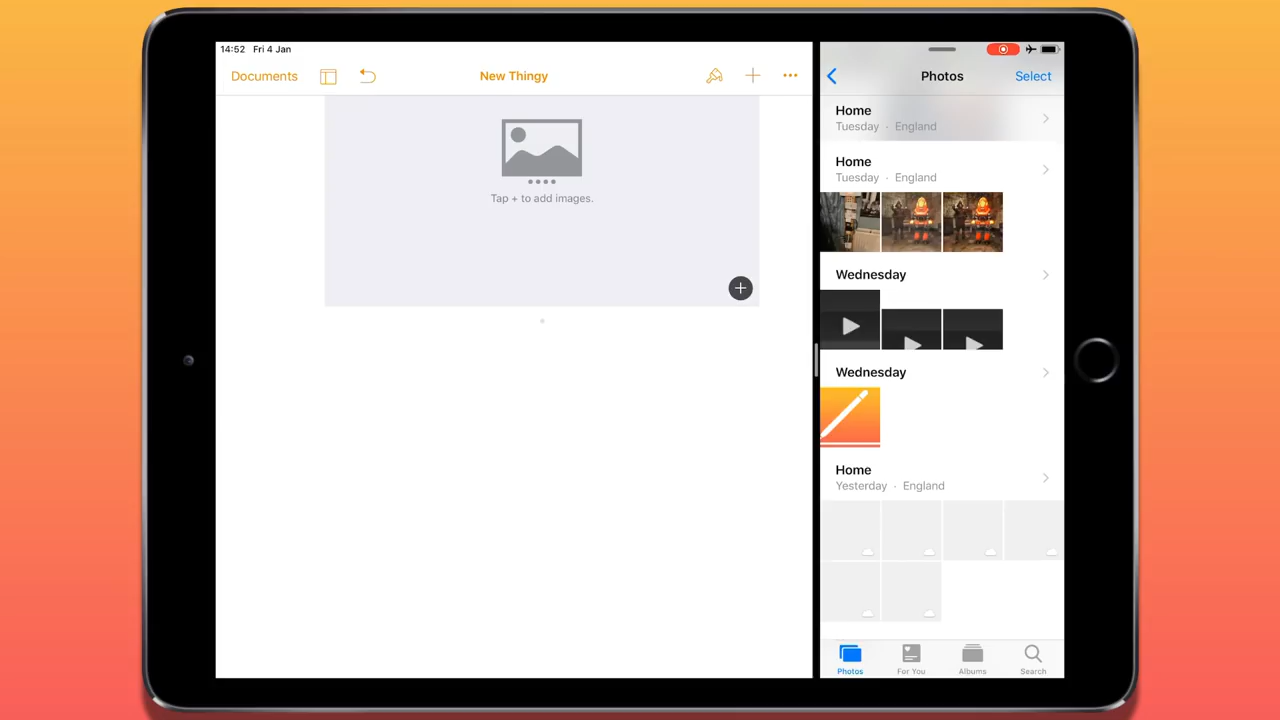 14:52 Fri 4 Jan
Documents
New Thingy
Tap + to add images.
Photos
Select
Home
Tuesday · England
Home
Tuesday · England
Wednesday
Wednesday
Home
Yesterday · England
Photos
For You
Albums
Search